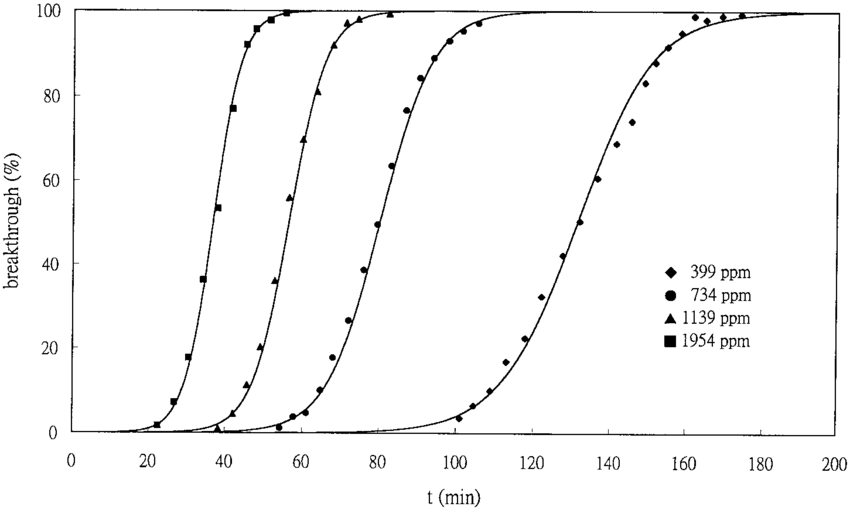 100
80
60
40
20
0
breakthrough (%)
399 ppm
734 ppm
1139 ppm
1954 ppm
0 20 40 60 80 100 120 140 160 180 200
t (min)